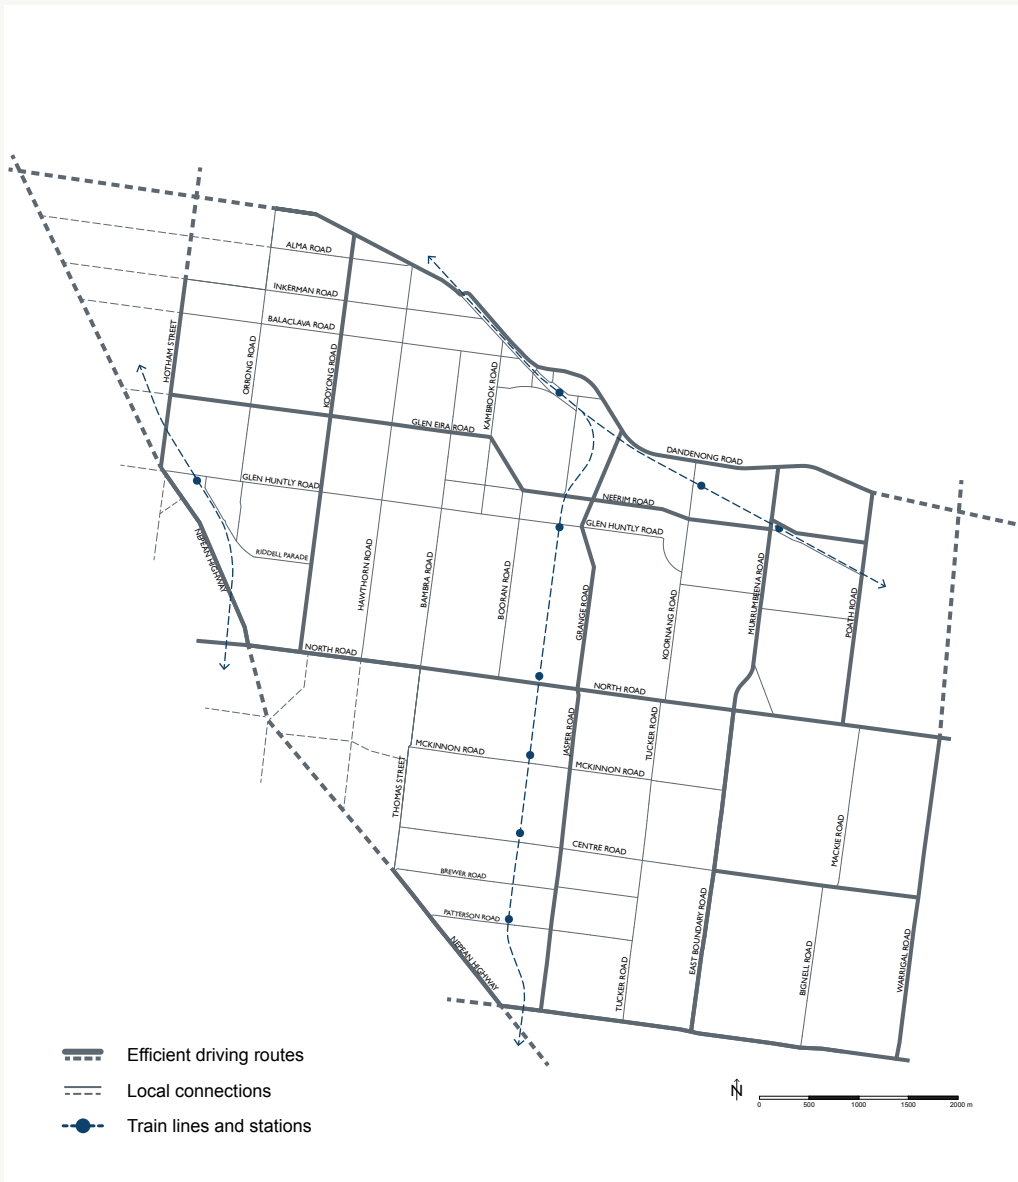 ALMA ROAD
INKERMAN ROAD
BALACLAVA ROAD
HOTHAM STREET
ORRONG ROAD
KOOYONG ROAD
KAMBROOK ROAD
GLEN EIRA ROAD
DANDENONG ROAD
GLEN HUNTLY ROAD
NEERIM ROAD
GLEN HUNTLY ROAD
NEPEAN HIGHWAY
RIDDELL PARADE
HAWTHORN ROAD
BAMBRA ROAD
BOORAN ROAD
GRANGE ROAD
KOORNANG ROAD
MURRUMBEENA ROAD
POATH ROAD
NORTH ROAD
NORTH ROAD
JASPER ROAD
TUCKER ROAD
MCKINNON ROAD
MCKINNON ROAD
THOMAS STREET
CENTRE ROAD
MACKIE ROAD
BREWER ROAD
PATTERSON ROAD
NEPEAN HIGHWAY
TUCKER ROAD
EAST BOUNDARY ROAD
BIGNELL ROAD
WARRIGAL ROAD
Efficient driving routes
Local connections
Train lines and stations
N
0 500 1000 1500 2000 m